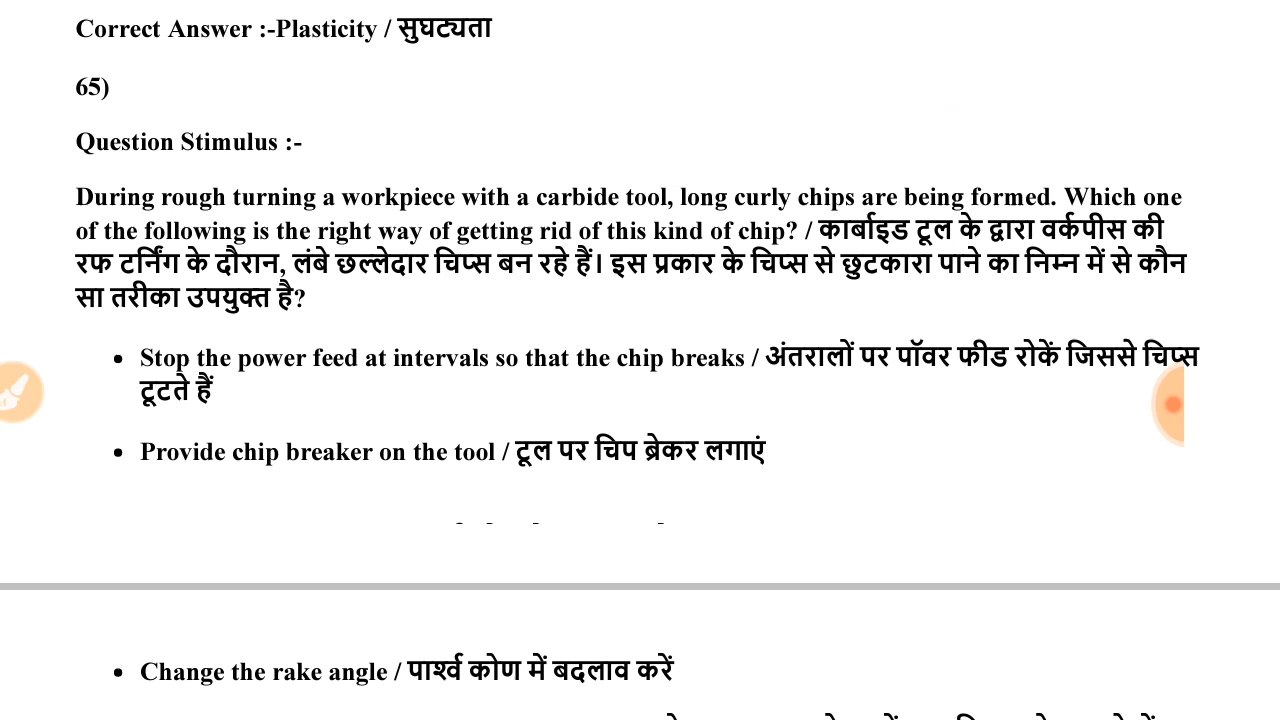 Correct Answer :-Plasticity / सुघट्यता
65)
Question Stimulus :-
During rough turning a workpiece with a carbide tool, long curly chips are being formed. Which one
of the following is the right way of getting rid of this kind of chip? / कार्बाइड टूल के द्वारा वर्कपीस की
रफ टर्निंग के दौरान, लंबे छल्लेदार चिप्स बन रहे हैं। इस प्रकार के चिप्स से छुटकारा पाने का निम्न में से कौन
सा तरीका उपयुक्त है?
• Stop the power feed at intervals so that the chip breaks / अंतरालों पर पॉवर फीड रोकें जिससे चिप्स
टूटते हैं
• Provide chip breaker on the tool / टूल पर चिप ब्रेकर लगाएं
• Change the rake angle / पार्श्व कोण में बदलाव करें